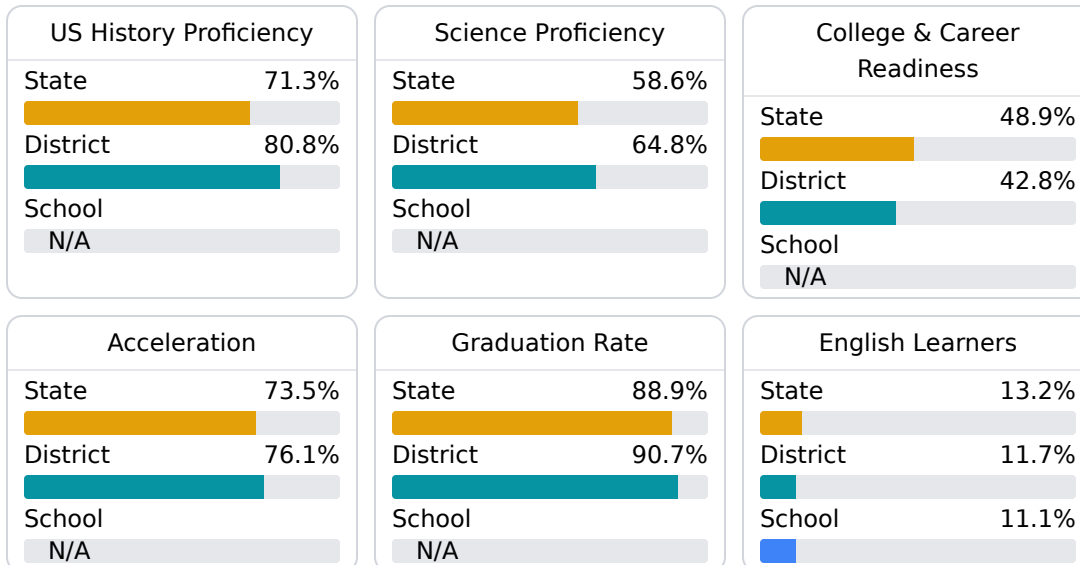 US History Proficiency
State 71.3%
District 80.8%
School
N/A
Science Proficiency
State 58.6%
District 64.8%
School
N/A
College & Career
Readiness
State 48.9%
District 42.8%
School
N/A
Acceleration
State 73.5%
District 76.1%
School
N/A
Graduation Rate
State 88.9%
District 90.7%
School
N/A
English Learners
State 13.2%
District 11.7%
School 11.1%